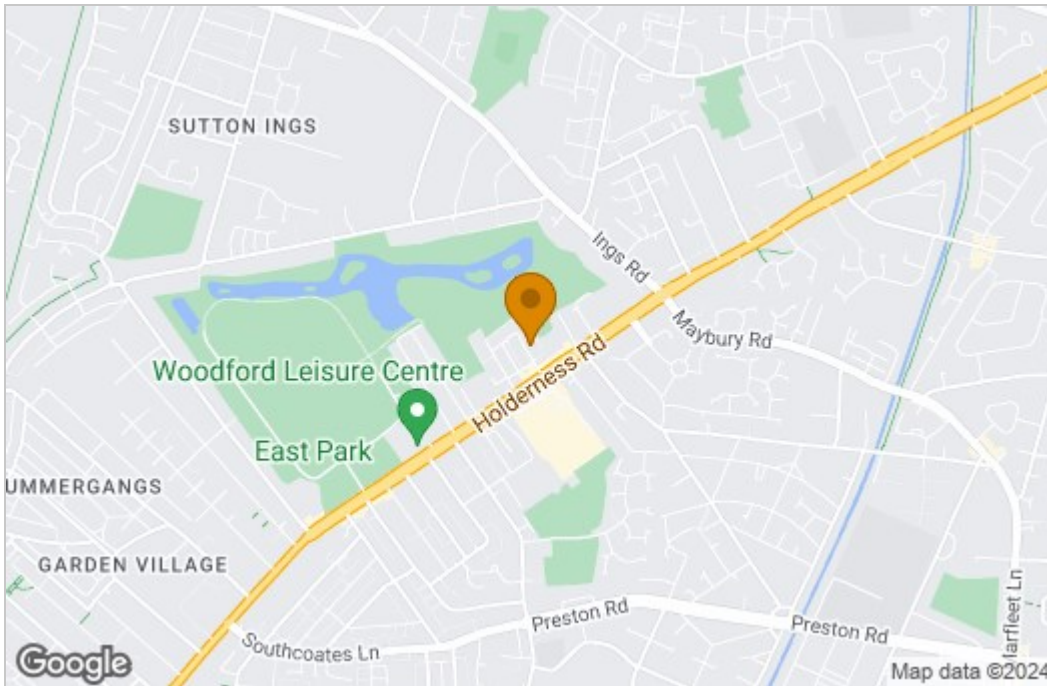 SUTTON INGS
Ings Rd
Maybury Rd
Woodford Leisure Centre
Holderness Rd
East Park
UMMERGANGS
GARDEN VILLAGE
Preston Rd
Preston Rd
Marfleet Ln
Southcoates Ln
Google
Map data ©2024